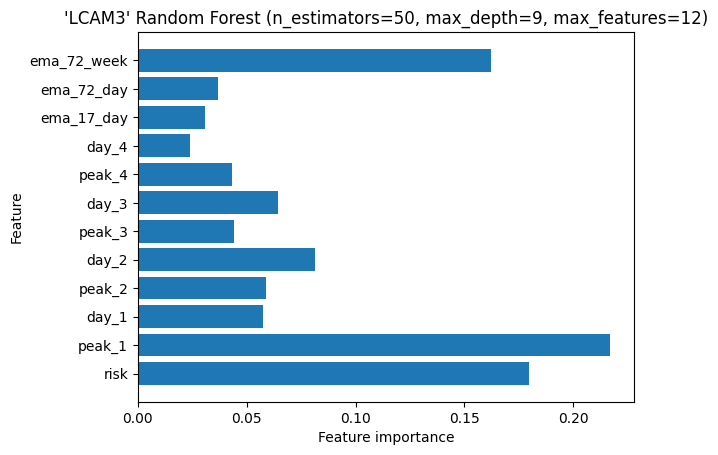 'LCAM3' Random Forest (n_estimators=50, max_depth=9, max_features=12)
Feature
ema_72_week
ema_72_day
ema_17_day
day_4
peak_4
day_3
peak_3
day_2
peak_2
day_1
peak_1
risk
0.00 0.05 0.10 0.15 0.20
Feature importance